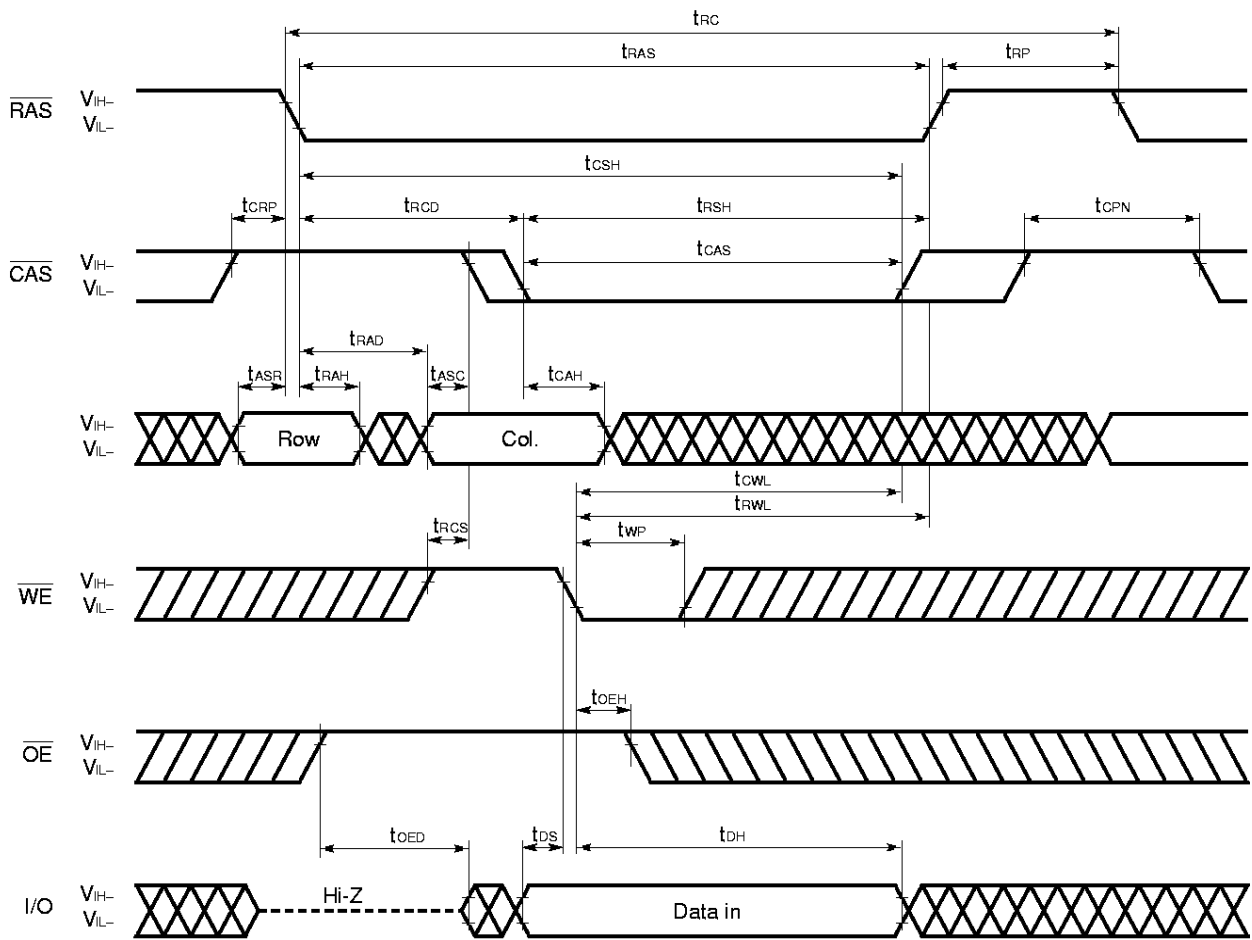 tRC
tRAS
tRP
RAS
VIH–
VIL–
tCSH
tCRP
tRCD
tRSH
tCPN
tCAS
CAS
VIH–
VIL–
tRAD
tASR
tRAH
tASC
tCAH
VIH–
VIL–
Row
Col.
tCWL
tRWL
tRCS
tWP
WE
VIH–
VIL–
tOEH
OE
VIH–
VIL–
tOED
tDS
tDH
I/O
VIH–
VIL–
Hi-Z
Data in